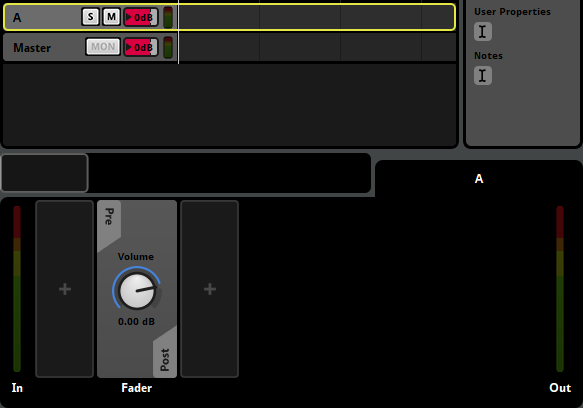 A S M 0dB
Master MON 0dB
User Properties
Notes
A
Pre
Volume
0.00 dB
Post
In
Fader
Out